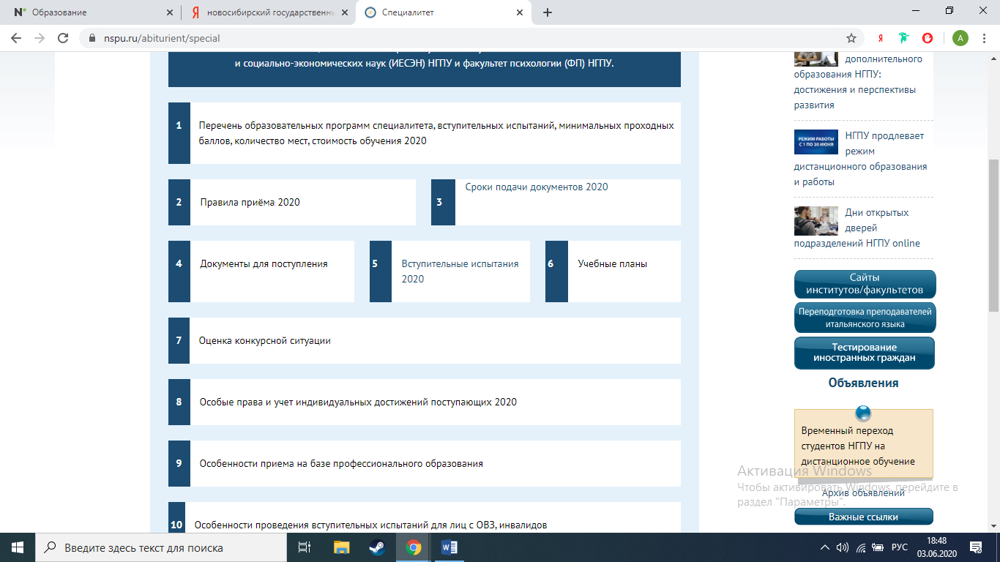 Образование
новосибирский государственны
Специалитет
nspu.ru/abiturient/special
A
и социально-экономических наук (ИЕСЭН) НГПУ и факультет психологии (ФП) НГПУ.
1
Перечень образовательных программ специалитета, вступительных испытаний, минимальных проходных
баллов, количество мест, стоимость обучения 2020
2
Правила приёма 2020
3
Сроки подачи документов 2020
4
Документы для поступления
5
Вступительные испытания
2020
6
Учебные планы
7
Оценка конкурсной ситуации
8
Особые права и учет индивидуальных достижений поступающих 2020
9
Особенности приема на базе профессионального образования
10
Особенности проведения вступительных испытаний для лиц с ОВЗ, инвалидов
дополнительного
образования НГПУ:
достижения и перспективы
развития
РЕЖИМ РАБОТЫ
С 1 ПО 30 ИЮНЯ
НГПУ продлевает
режим
дистанционного образования
и работы
Дни открытых
дверей
подразделений НГПУ online
Сайты
институтов/факультетов
Переподготовка преподавателей
итальянского языка
Тестирование
иностранных граждан
Объявления
Временный переход
студентов НГПУ на
дистанционное обучение
Архив объявлений
Важные ссылки
Активация Windows
Чтобы активировать Windows, перейдите в
раздел "Параметры".
Введите здесь текст для поиска
РУС
18:48
03.06.2020